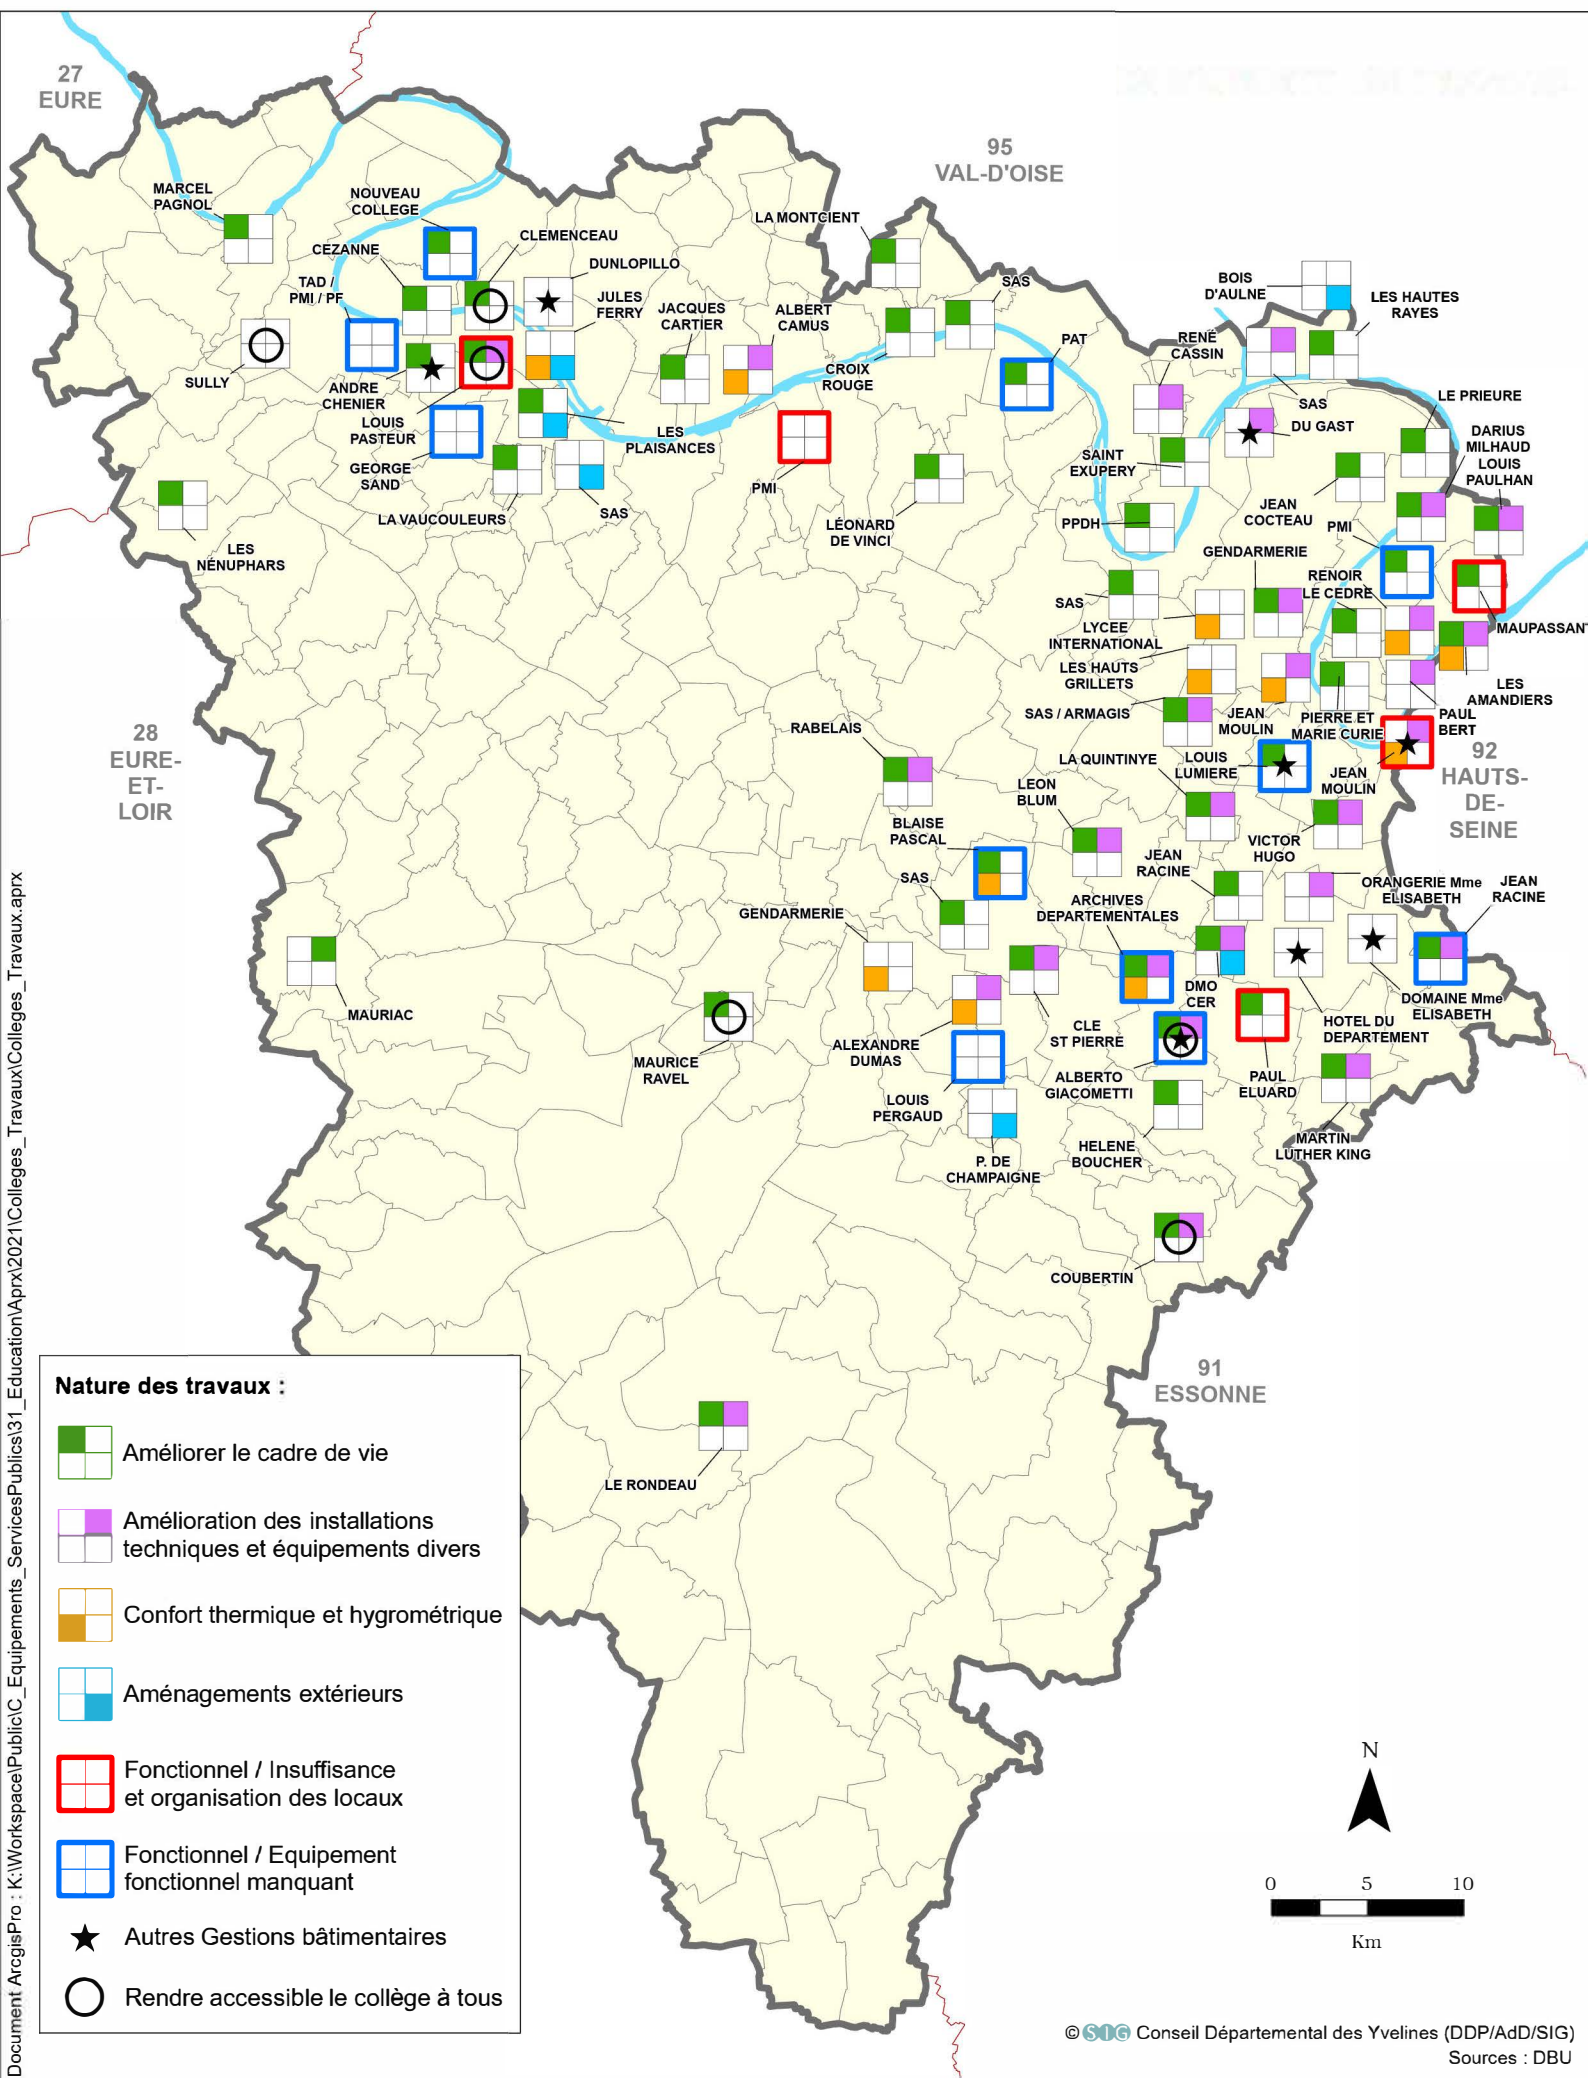 27
EURE
95
VAL-D'OISE
MARCEL
PAGNOL
NOUVEAU
COLLEGE
CLEMENCEAU
CEZANNE
DUNLOPILLO
TAD /
PMI / PF
JULES
FERRY
JACQUES
CARTIER
ALBERT
CAMUS
LA MONTCIENT
SAS
BOIS
D'AULNE
LES HAUTES
RAYES
RENÉ
CASSIN
PAT
CROIX
ROUGE
SULLY
ANDRE
CHENIER
LOUIS
PASTEUR
GEORGE
SAND
LES
PLAISANCES
SAS
DU GAST
LE PRIEURE
DARIUS
MILHAUD
LOUIS
PAULHAN
SAINT
EXUPERY
PMI
LA VAUCOULEURS
SAS
LÉONARD
DE VINCI
JEAN
COCTEAU
PPDH
PMI
LES
NÉNUPHARS
GENDARMERIE
RENOIR
LE CEDRE
SAS
LYCEE
INTERNATIONAL
MAUPASSANT
LES HAUTS
GRILLETS
LES
AMANDIERS
SAS / ARMAGIS
JEAN
MOULIN
PIERRE ET
MARIE CURIE
PAUL
BERT
28
EURE-
ET-
LOIR
RABELAIS
LA QUINTINYE
LOUIS
LUMIERE
JEAN
MOULIN
92
HAUTS-
DE-
SEINE
LEON
BLUM
BLAISE
PASCAL
VICTOR
HUGO
JEAN
RACINE
SAS
ORANGERIE Mme
ELISABETH
JEAN
RACINE
ARCHIVES
DEPARTEMENTALES
GENDARMERIE
DMO
CER
DOMAINE Mme
ELISABETH
MAURIAC
CLE
ST PIERRE
HOTEL DU
DEPARTEMENT
MAURICE
RAVEL
ALEXANDRE
DUMAS
ALBERTO
GIACOMETTI
PAUL
ELUARD
LOUIS
PERGAUD
MARTIN
LUTHER KING
HELENE
BOUCHER
P. DE
CHAMPAIGNE
COUBERTIN
91
ESSONNE
LE RONDEAU
Nature des travaux :
Améliorer le cadre de vie
Amélioration des installations
techniques et équipements divers
Confort thermique et hygrométrique
Aménagements extérieurs
Fonctionnel / Insuffisance
et organisation des locaux
Fonctionnel / Equipement
fonctionnel manquant
Autres Gestions bâtimentaires
Rendre accessible le collège à tous
N
0 5 10
Km
© SIG Conseil Départemental des Yvelines (DDP/AdD/SIG)
Sources : DBU
Document ArcgisPro : K:\Workspace\Public\C_Equipements_ServicesPublics\31_Education\Aprx\2021\Colleges_Travaux\Colleges_Travaux.aprx